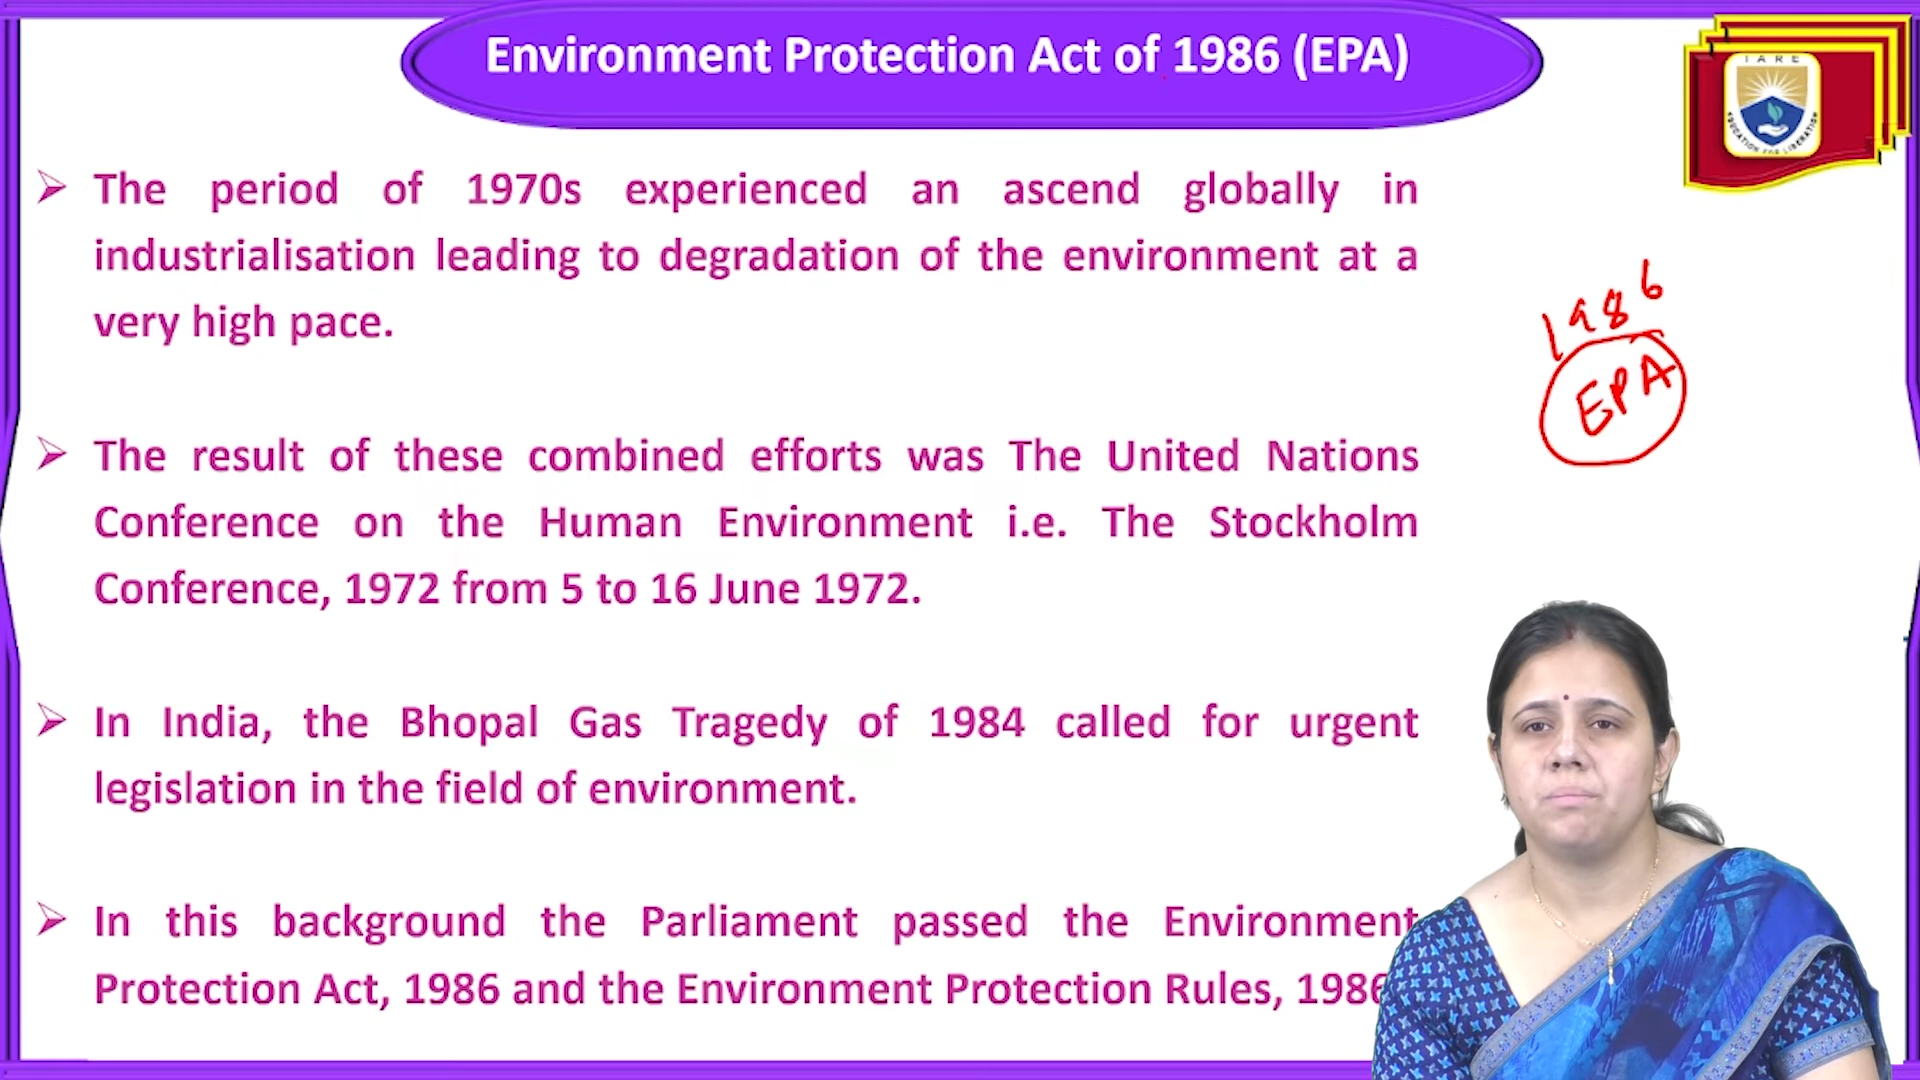 Environment Protection Act of 1986 (EPA)
IARE
EDUCATION FOR LIBERATION
The period of 1970s experienced an ascend globally in
industrialisation leading to degradation of the environment at a
very high pace.
1986
EPA
The result of these combined efforts was The United Nations
Conference on the Human Environment i.e. The Stockholm
Conference, 1972 from 5 to 16 June 1972.
In India, the Bhopal Gas Tragedy of 1984 called for urgent
legislation in the field of environment.
In this background the Parliament passed the Environment
Protection Act, 1986 and the Environment Protection Rules, 1986